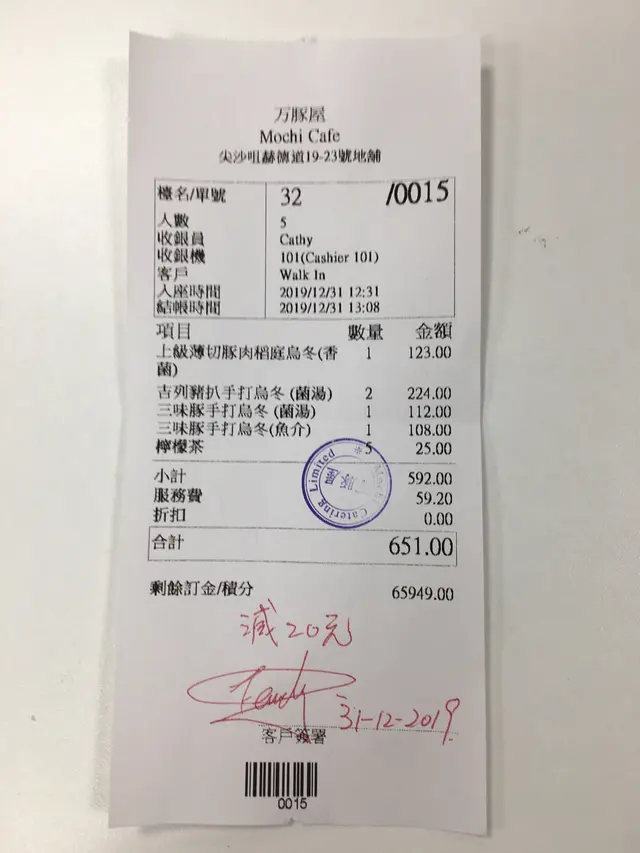 万豚屋
Mochi Cafe
尖沙咀赫德道19-23號地舖
檯名/單號 32 /0015
人數 5
收銀員 Cathy
收銀機 101(Cashier 101)
客戶 Walk In
入座時間 2019/12/31 12:31
結帳時間 2019/12/31 13:08
項目 數量 金額
上級薄切豚肉稻庭烏冬(香 1 123.00
菌)
吉列豬扒手打烏冬 (菌湯) 2 224.00
三味豚手打烏冬 (菌湯) 1 112.00
三味豚手打烏冬(魚介) 1 108.00
檸檬茶 5 25.00
Mochi Catering Limited
豚屋
小計 592.00
服務費 59.20
折扣 0.00
合計 651.00
剩餘訂金/積分 65949.00
減20元
31-12-2019
客戶簽署
0015